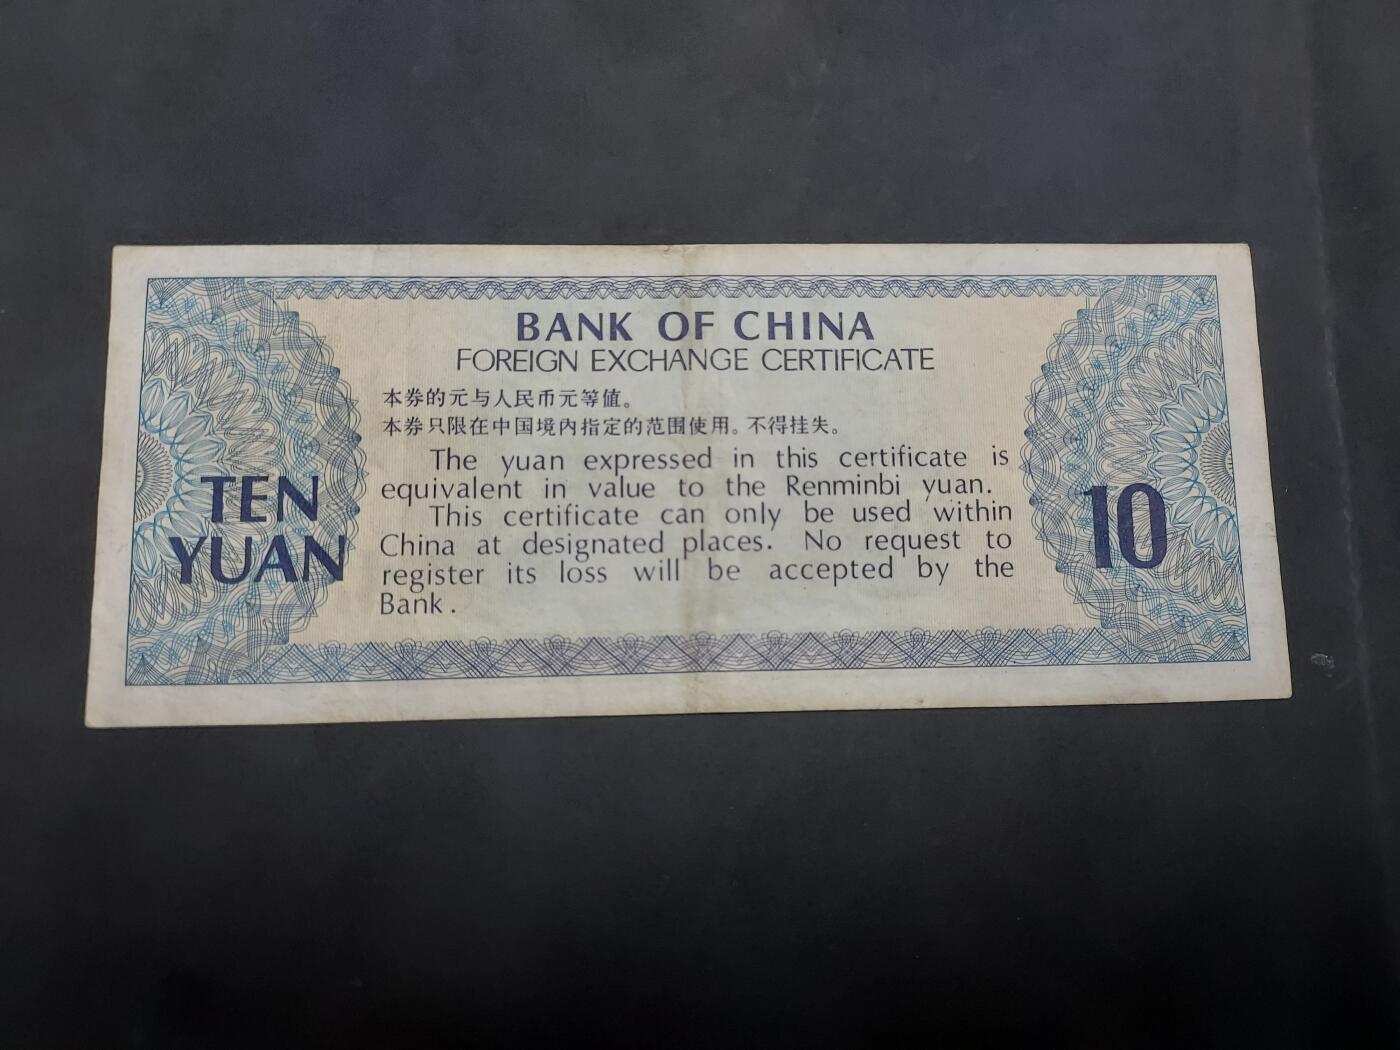 BANK OF CHINA
FOREIGN EXCHANGE CERTIFICATE
本券的元与人民币元等值。
本券只限在中国境内指定的范围使用。不得挂失。
The yuan expressed in this certificate is
equivalent in value to the Renminbi yuan.
This certificate can only be used within
China at designated places. No request to
register its loss will be accepted by the
Bank.
TEN
YUAN
10